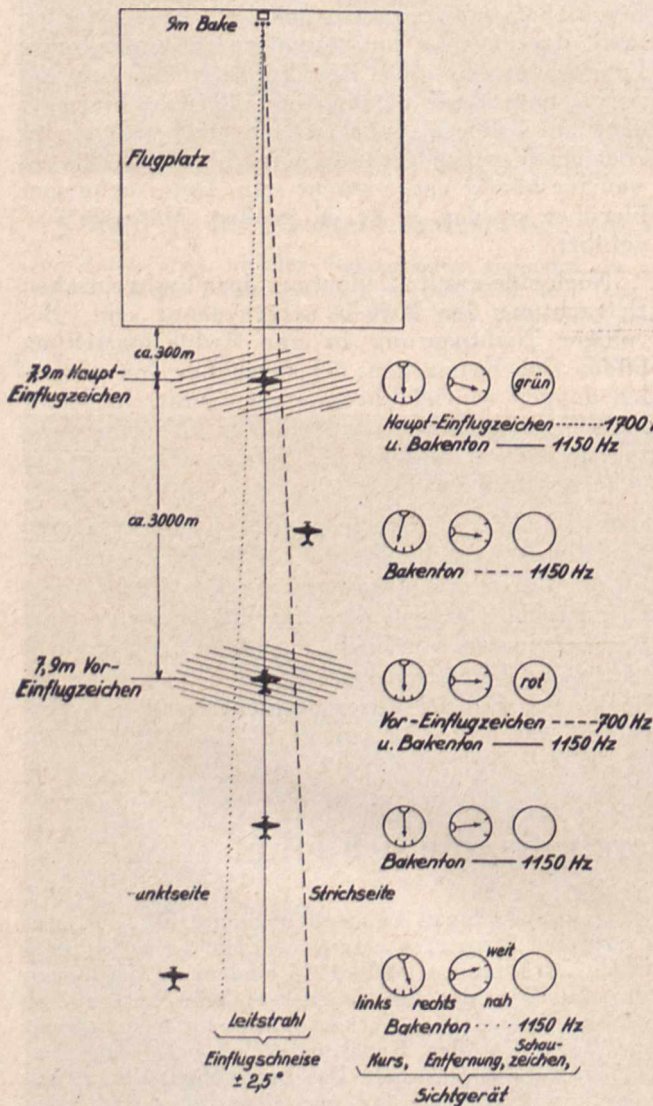 9m Bake
Flugplatz
ca. 300m
7,9m Haupt-
Einflugzeichen
grün
Haupt-Einflugzeichen ········ 1700
u. Bakenton —— 1150 Hz
ca. 3000m
Bakenton ---- 1150 Hz
7,9m Vor-
Einflugzeichen
rot
Vor-Einflugzeichen ---- 700 Hz
u. Bakenton —— 1150 Hz
Bakenton —— 1150 Hz
-unktseite
Strichseite
weit
links rechts nah
Bakenton ···· 1150 Hz
Leitstrahl
Einflugschneise
± 2,5°
Kurs, Entfernung, Schau-
zeichen,
Sichtgerät